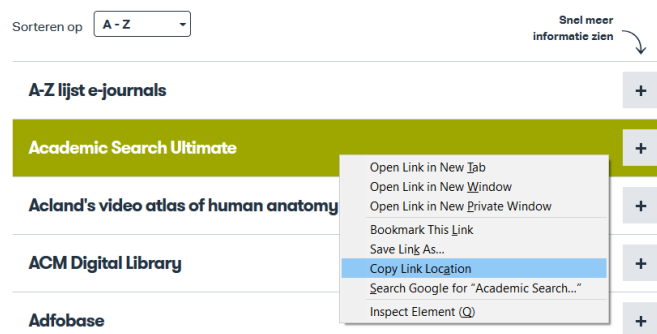 Sorteren op A - Z
Snel meer
informatie zien
A-Z lijst e-journals +
Academic Search Ultimate +
Open Link in New Tab
Open Link in New Window
Acland's video atlas of human anatomy +
Open Link in New Private Window
Bookmark This Link
Save Link As...
ACM Digital Library +
Copy Link Location
Search Google for “Academic Search...”
Inspect Element (Q)
Adfobase +